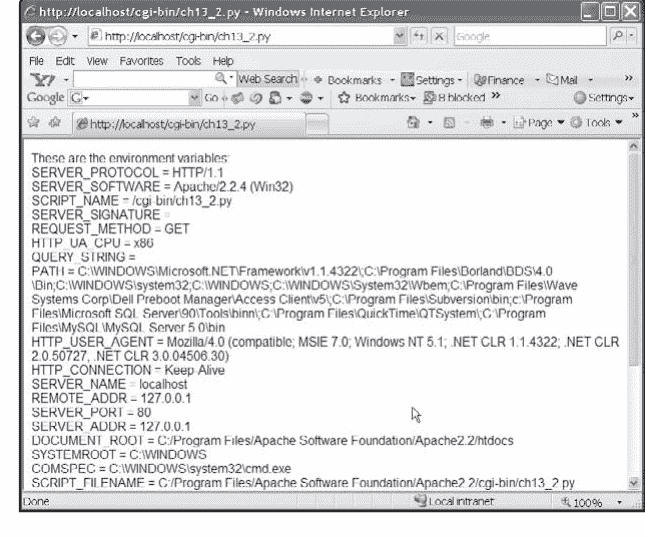 http://localhost/cgi-bin/ch13_2.py - Windows Internet Explorer
http://localhost/cgi-bin/ch13_2.py
Google
File Edit View Favorites Tools Help
Y7 Web Search Bookmarks Settings Finance Mail »
Google G Go Bookmarks 8 blocked » Settings
http://localhost/cgi-bin/ch13_2.py Page Tools »
These are the environment variables:
SERVER_PROTOCOL = HTTP/1.1
SERVER_SOFTWARE = Apache/2.2.4 (Win32)
SCRIPT_NAME = /cgi-bin/ch13_2.py
SERVER_SIGNATURE =
REQUEST_METHOD = GET
HTTP_UA_CPU = x86
QUERY_STRING =
PATH = C:\WINDOWS\Microsoft.NET\Framework\v1.1.4322\;C:\Program Files\Borland\BDS\4.0
\Bin;C:\WINDOWS\system32;C:\WINDOWS;C:\WINDOWS\System32\Wbem;C:\Program Files\Wave
Systems Corp\Dell Preboot Manager\Access Client\v5\;C:\Program Files\Subversion\bin;c:\Program
Files\Microsoft SQL Server\90\Tools\binn\;C:\Program Files\QuickTime\QTSystem\;C:\Program
Files\MySQL\MySQL Server 5.0\bin
HTTP_USER_AGENT = Mozilla/4.0 (compatible; MSIE 7.0; Windows NT 5.1; .NET CLR 1.1.4322; .NET CLR
2.0.50727; .NET CLR 3.0.04506.30)
HTTP_CONNECTION = Keep-Alive
SERVER_NAME = localhost
REMOTE_ADDR = 127.0.0.1
SERVER_PORT = 80
SERVER_ADDR = 127.0.0.1
DOCUMENT_ROOT = C:/Program Files/Apache Software Foundation/Apache2.2/htdocs
SYSTEMROOT = C:\WINDOWS
COMSPEC = C:\WINDOWS\system32\cmd.exe
SCRIPT_FILENAME = C:/Program Files/Apache Software Foundation/Apache2.2/cgi-bin/ch13_2.py
Done Local intranet 100%